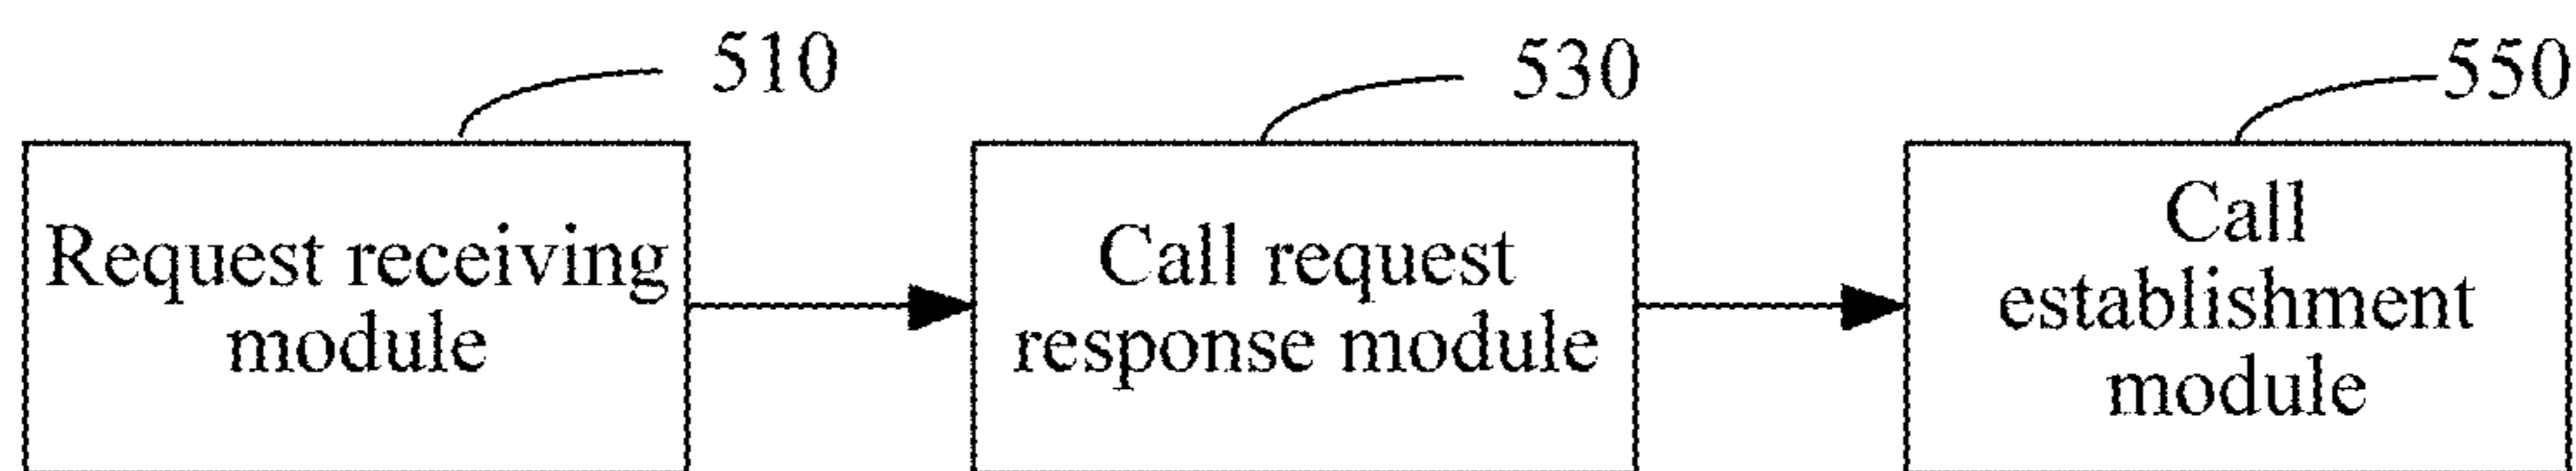 510
530
550
Request receiving
module
Call request
response module
Call
establishment
module